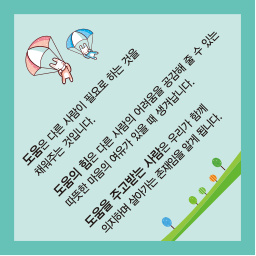 도움은 다른 사람이 필요로 하는 것을
채워주는 것입니다.
도움의 힘은 다른 사람의 어려움을 공감해 줄 수 있는
따뜻한 마음의 여유가 있을 때 생겨납니다.
도움을 주고받는 사람은 우리가 함께
의지하며 살아가는 존재임을 알게 됩니다.